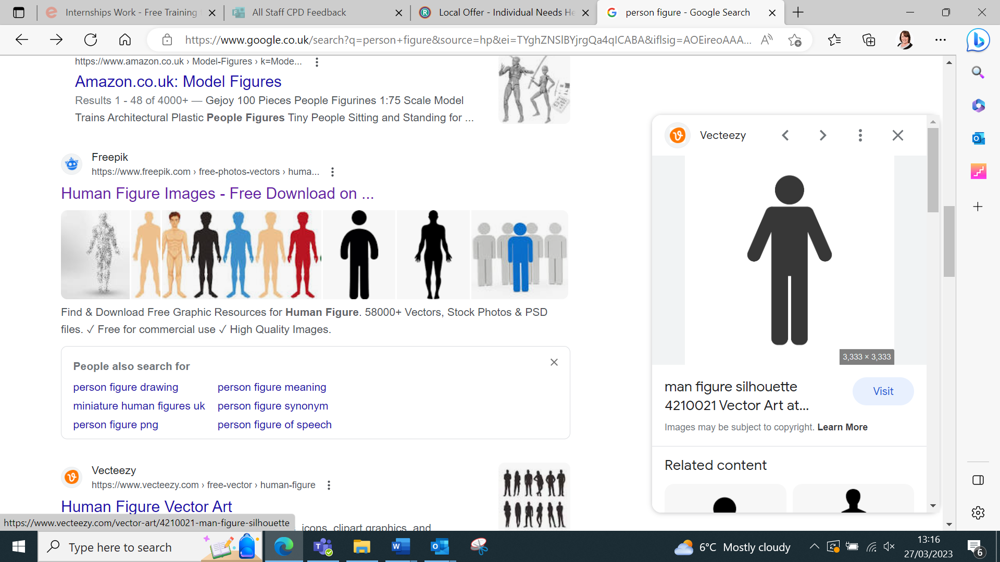 Internships Work - Free Training
All Staff CPD Feedback
Local Offer - Individual Needs He
person figure - Google Search
https://www.google.co.uk/search?q=person+figure&source=hp&ei=TYghZNSlBYjrgQa4qICABA&iflsig=AOEireoAAA...
https://www.amazon.co.uk › Model-Figures › k=Mode...
Amazon.co.uk: Model Figures
Results 1 - 48 of 4000+ — Gejoy 100 Pieces People Figurines 1:75 Scale Model
Trains Architectural Plastic People Figures Tiny People Sitting and Standing for ...
Freepik
https://www.freepik.com › free-photos-vectors › huma...
Human Figure Images - Free Download on ...
Find & Download Free Graphic Resources for Human Figure. 58000+ Vectors, Stock Photos & PSD
files. ✓ Free for commercial use ✓ High Quality Images.
People also search for
person figure drawing
person figure meaning
miniature human figures uk
person figure synonym
person figure png
person figure of speech
Vecteezy
https://www.vecteezy.com › free-vector › human-figure
Human Figure Vector Art
icons, clipart graphics, and
https://www.vecteezy.com/vector-art/4210021-man-figure-silhouette
Vecteezy
3,333 × 3,333
man figure silhouette
4210021 Vector Art at...
Visit
Images may be subject to copyright. Learn More
Related content
Type here to search
6°C Mostly cloudy
13:16
27/03/2023
6